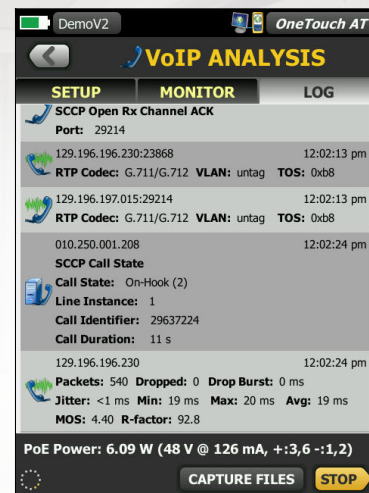 DemoV2 OneTouch AT
VoIP ANALYSIS
SETUP MONITOR LOG
SCCP Open Rx Channel ACK
Port: 29214
129.196.196.230:23868 12:02:13 pm
RTP Codec: G.711/G.712 VLAN: untag TOS: 0xb8
129.196.197.015:29214 12:02:13 pm
RTP Codec: G.711/G.712 VLAN: untag TOS: 0xb8
010.250.001.208 12:02:24 pm
SCCP Call State
Call State: On-Hook (2)
Line Instance: 1
Call Identifier: 29637224
Call Duration: 11 s
129.196.196.230 12:02:24 pm
Packets: 540 Dropped: 0 Drop Burst: 0 ms
Jitter: <1 ms Min: 19 ms Max: 20 ms Avg: 19 ms
MOS: 4.40 R-factor: 92.8
PoE Power: 6.09 W (48 V @ 126 mA, +:3,6 -:1,2)
CAPTURE FILES STOP